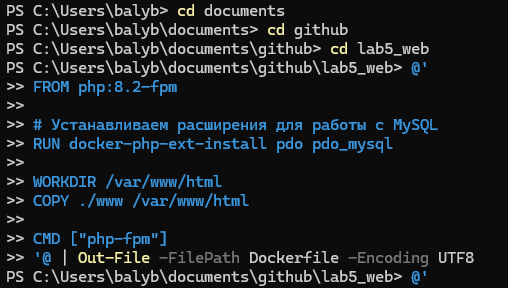 PS C:\Users\balyb> cd documents
PS C:\Users\balyb\documents> cd github
PS C:\Users\balyb\documents\github> cd lab5_web
PS C:\Users\balyb\documents\github\lab5_web> @'
>> FROM php:8.2-fpm
>>
>> # Устанавливаем расширения для работы с MySQL
>> RUN docker-php-ext-install pdo pdo_mysql
>>
>> WORKDIR /var/www/html
>> COPY ./www /var/www/html
>>
>> CMD ["php-fpm"]
>> '@ | Out-File -FilePath Dockerfile -Encoding UTF8
PS C:\Users\balyb\documents\github\lab5_web> @'